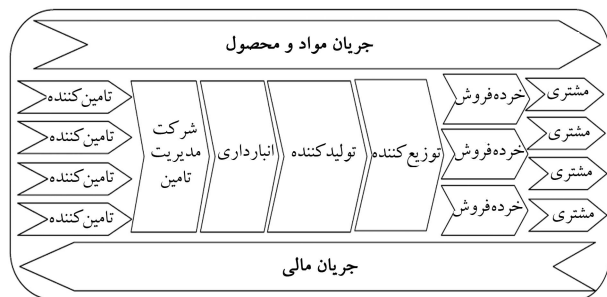 جریان مواد و محصول
تامین‌کننده
تامین‌کننده
تامین‌کننده
تامین‌کننده
شرکت
مدیریت
تامین
انبارداری
تولیدکننده
توزیع‌کننده
خرده‌فروش
خرده‌فروش
خرده‌فروش
مشتری
مشتری
مشتری
مشتری
جریان مالی